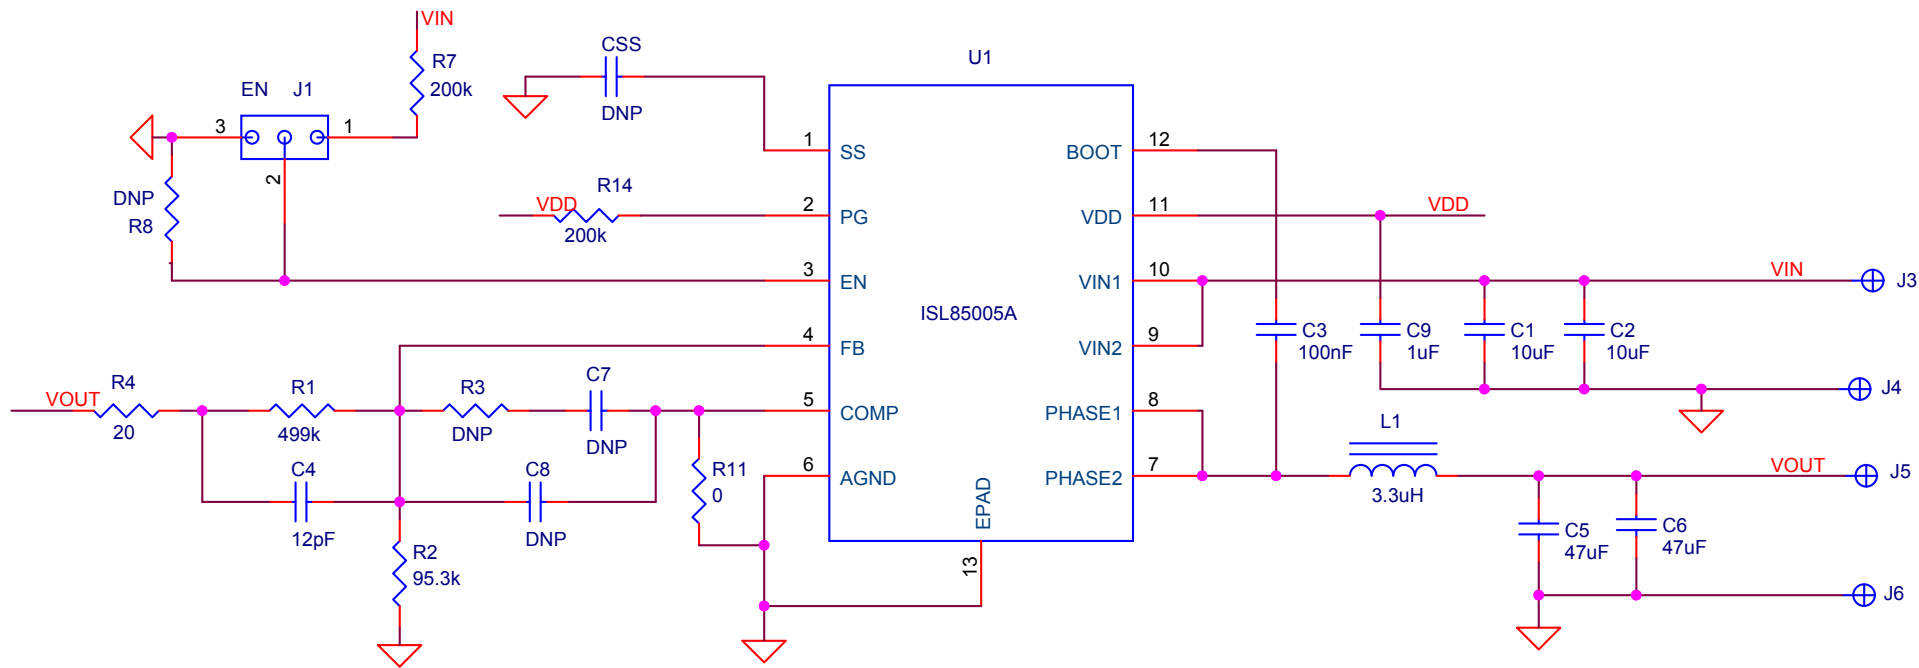 VIN
R7
200k
EN J1
3
1
2
DNP
R8
CSS
DNP
VDD
R14
200k
U1
ISL85005A
1
SS
2
PG
3
EN
4
FB
5
COMP
6
AGND
EPAD
13
12
BOOT
11
VDD
10
VIN1
9
VIN2
8
PHASE1
7
PHASE2
VOUT
R4
20
R1
499k
R3
DNP
C7
DNP
C4
12pF
C8
DNP
R2
95.3k
R11
0
VDD
VIN
J3
C3
100nF
C9
1uF
C1
10uF
C2
10uF
J4
L1
3.3uH
VOUT
J5
C5
47uF
C6
47uF
J6